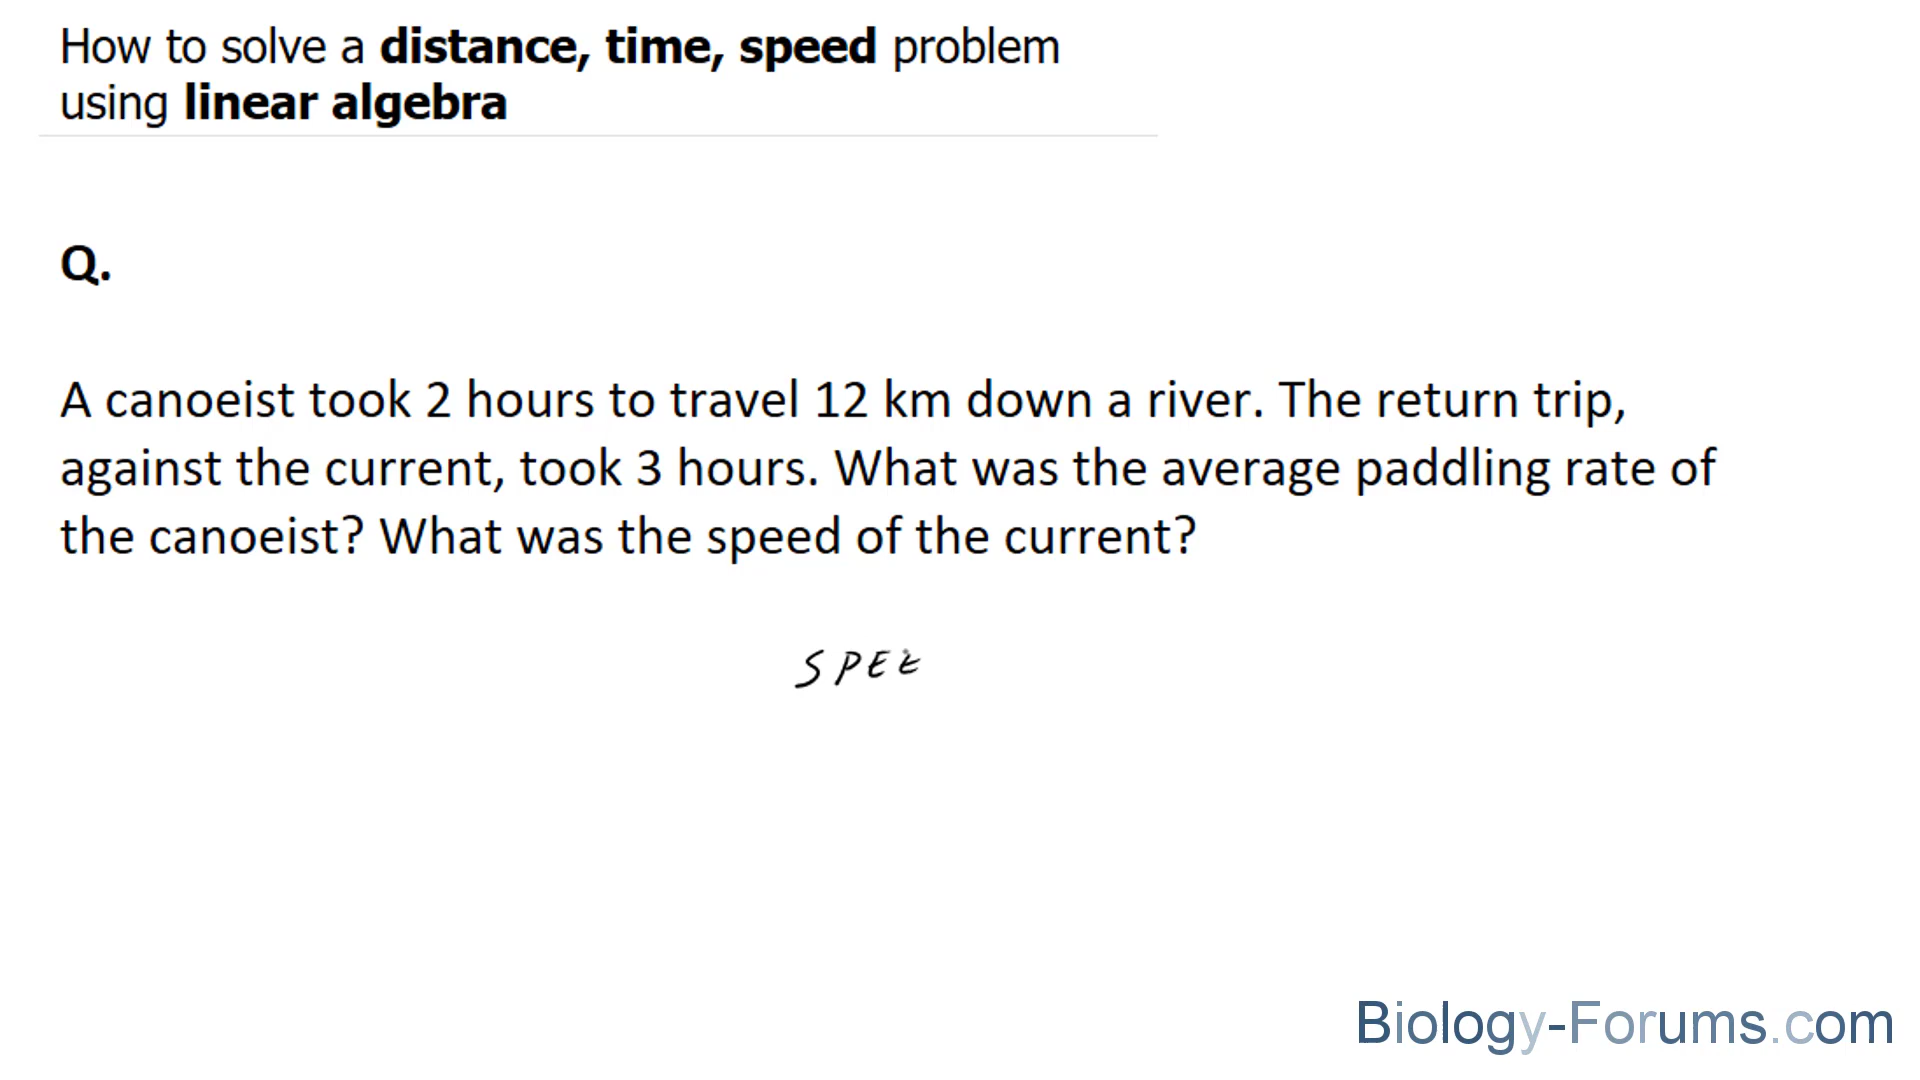 How to solve a distance, time, speed problem
using linear algebra
Q.
A canoeist took 2 hours to travel 12 km down a river. The return trip,
against the current, took 3 hours. What was the average paddling rate of
the canoeist? What was the speed of the current?
SPEE
Biology-Forums.com